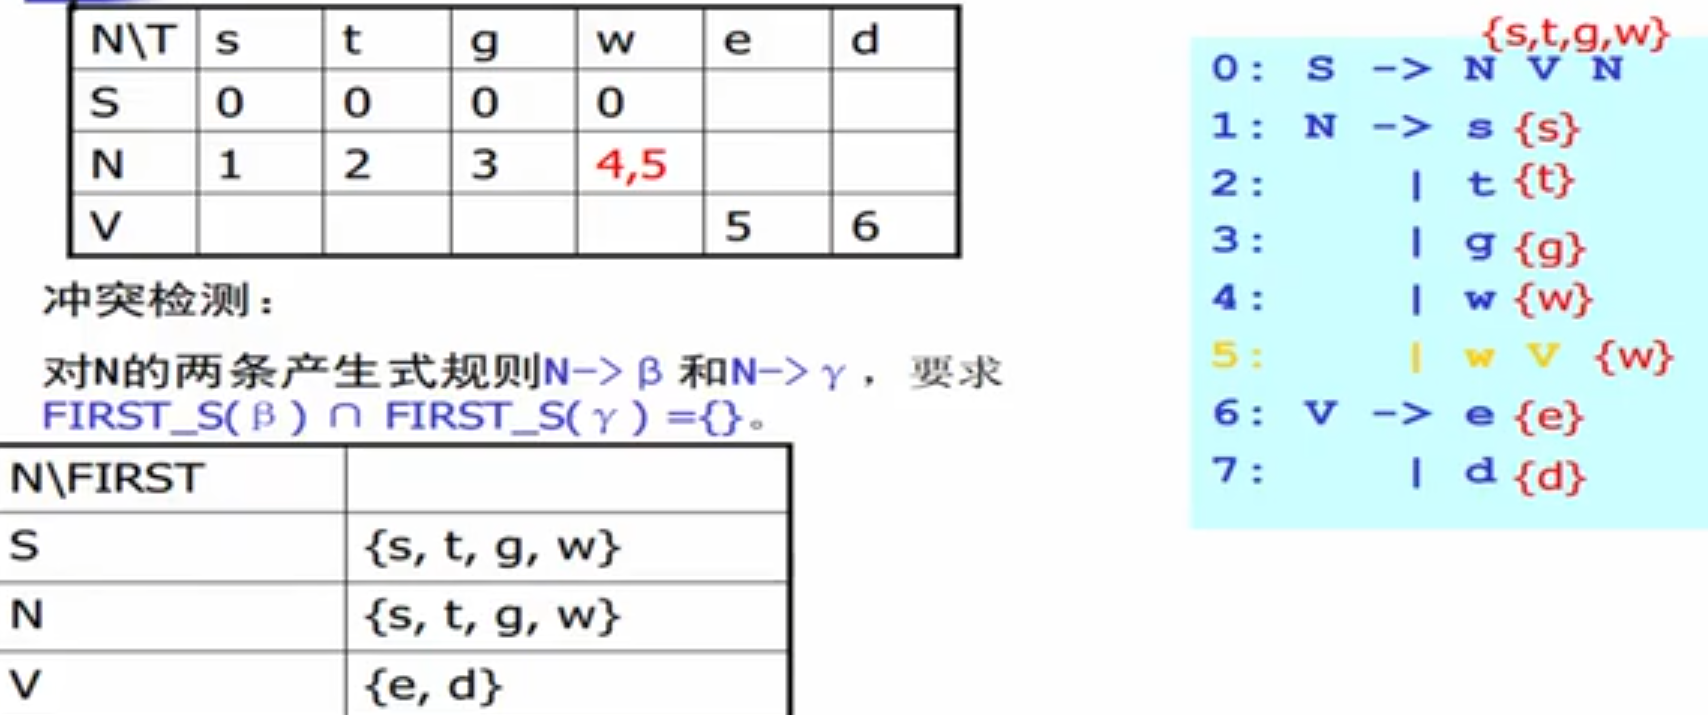 N\T s t g w e d
S 0 0 0 0
N 1 2 3 4,5
V 5 6
冲突检测：
对N的两条产生式规则N->β 和N->γ，要求
FIRST_S(β) ∩ FIRST_S(γ) ={}。
N\FIRST
S {s, t, g, w}
N {s, t, g, w}
V {e, d}
{s,t,g,w}
0: S -> N V N
1: N -> s {s}
2: | t {t}
3: | g {g}
4: | w {w}
5: | w V {w}
6: V -> e {e}
7: | d {d}